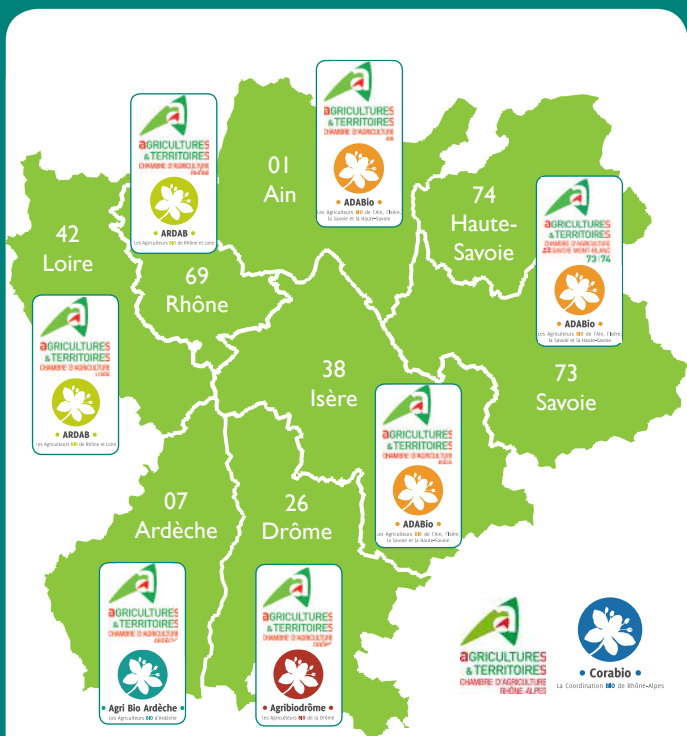 aGRICULTURES
& TERRITOIRES
CHAMBRE D'AGRICULTURE
AIN
• ADABio •
Les Agriculteurs BIO de l'Ain, l'Isère,
la Savoie et la Haute-Savoie
aGRICULTURES
& TERRITOIRES
CHAMBRE D'AGRICULTURE
RHÔNE
• ARDAB •
Les Agriculteurs BIO de Rhône et Loire
01
Ain
74
Haute-
Savoie
aGRICULTURES
& TERRITOIRES
CHAMBRE D'AGRICULTURE
SAVOIE MONT-BLANC
73|74
• ADABio •
Les Agriculteurs BIO de l'Ain, l'Isère,
la Savoie et la Haute-Savoie
42
Loire
69
Rhône
aGRICULTURES
& TERRITOIRES
CHAMBRE D'AGRICULTURE
LOIRE
• ARDAB •
Les Agriculteurs BIO de Rhône et Loire
38
Isère
73
Savoie
aGRICULTURES
& TERRITOIRES
CHAMBRE D'AGRICULTURE
ISÈRE
• ADABio •
Les Agriculteurs BIO de l'Ain, l'Isère,
la Savoie et la Haute-Savoie
07
Ardèche
26
Drôme
aGRICULTURES
& TERRITOIRES
CHAMBRE D'AGRICULTURE
ARDÈCHE
• Agri Bio Ardèche •
Les Agriculteurs BIO d'Ardèche
aGRICULTURES
& TERRITOIRES
CHAMBRE D'AGRICULTURE
DRÔME
• Agribiodrôme •
Les Agriculteurs BIO de la Drôme
aGRICULTURES
& TERRITOIRES
CHAMBRE D'AGRICULTURE
RHÔNE-ALPES
• Corabio •
La Coordination BIO de Rhône-Alpes